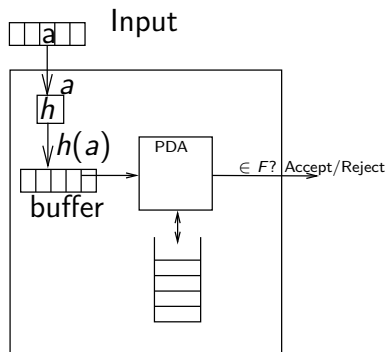 Input
a
a
h
h(a)
PDA
∈ F? Accept/Reject
buffer